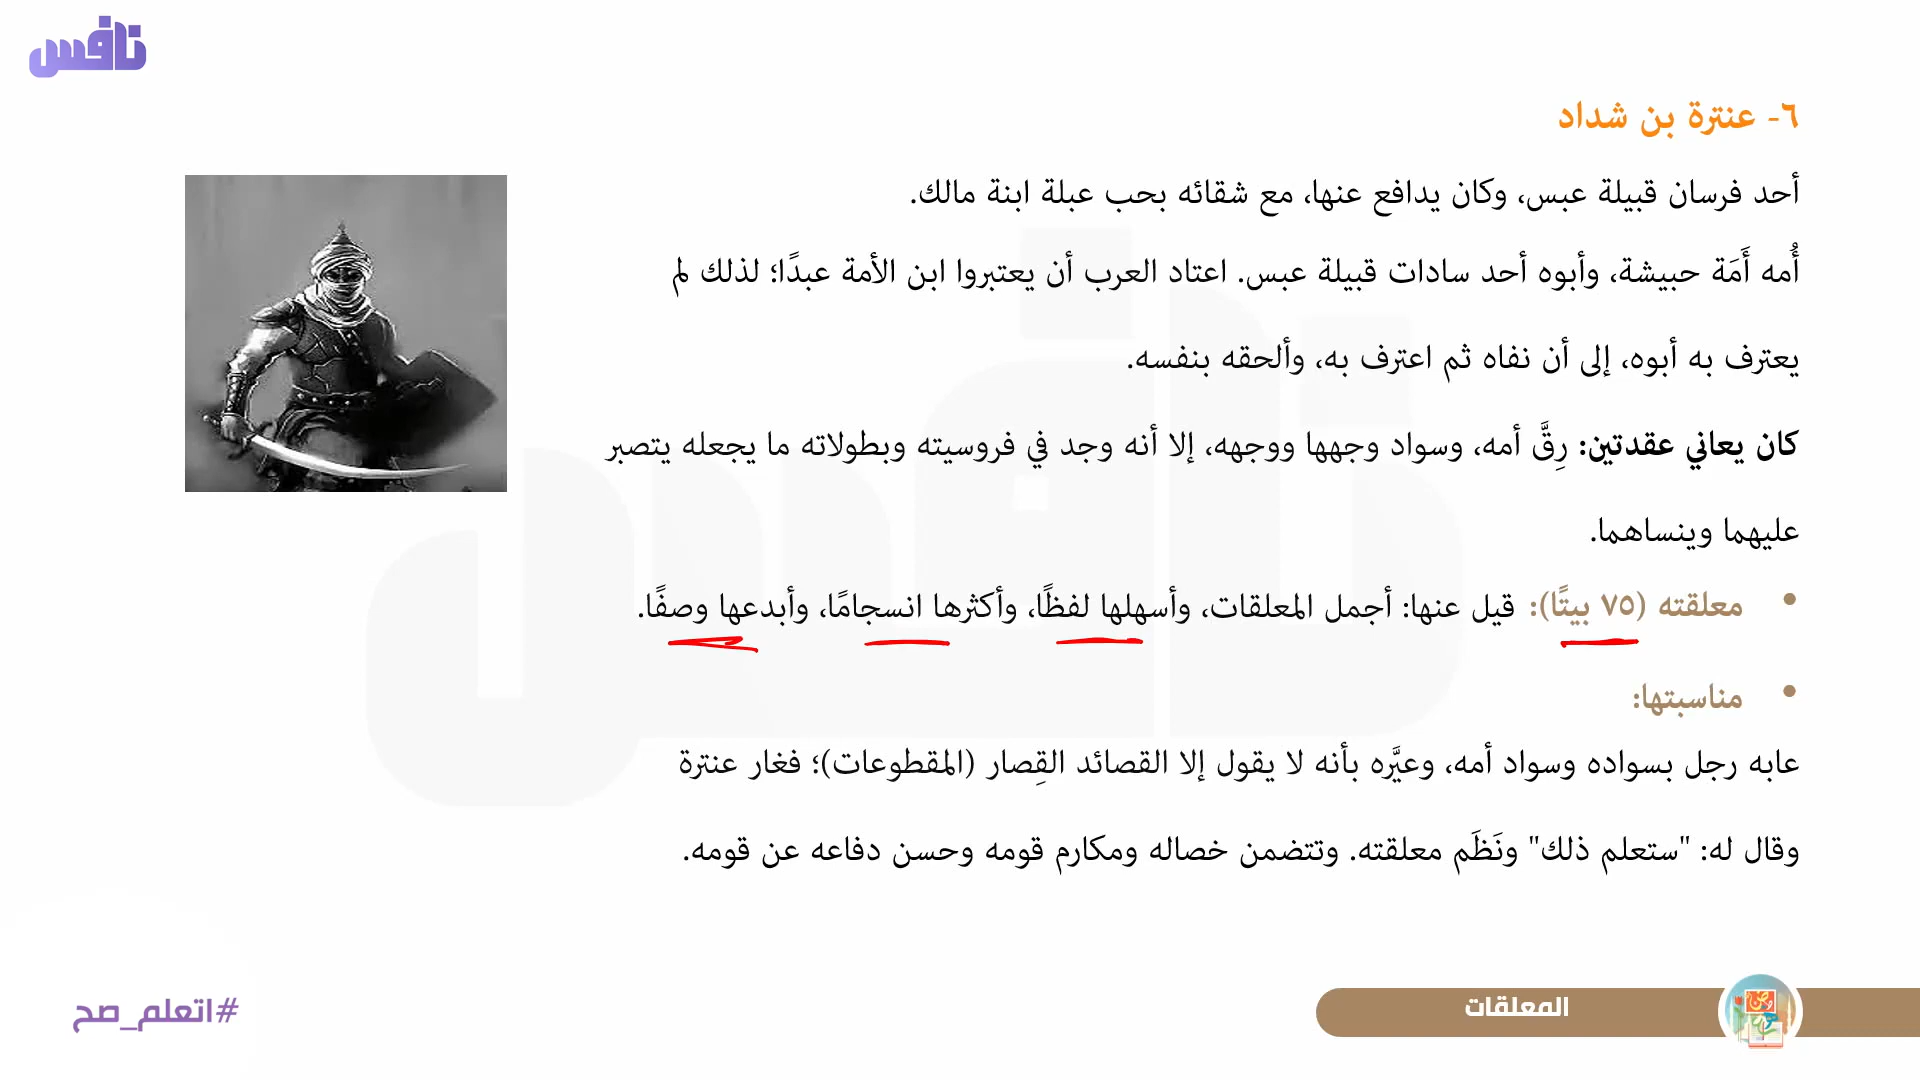 نافس
٦- عنترة بن شداد
أحد فرسان قبيلة عبس، وكان يدافع عنها، مع شقائه بحب عبلة ابنة مالك.
أُمه أَمَة حبيشة، وأبوه أحد سادات قبيلة عبس. اعتاد العرب أن يعتبروا ابن الأمة عبدًا؛ لذلك لم
يعترف به أبوه، إلى أن نفاه ثم اعترف به، وألحقه بنفسه.
كان يعاني عقدتين: رِقَّ أمه، وسواد وجهها ووجهه، إلا أنه وجد في فروسيته وبطولاته ما يجعله يتصبر
عليهما وينساهما.
• معلقته (٧٥ بيتًا): قيل عنها: أجمل المعلقات، وأسهلها لفظًا، وأكثرها انسجامًا، وأبدعها وصفًا.
• مناسبتها:
عابه رجل بسواده وسواد أمه، وعيَّره بأنه لا يقول إلا القصائد القِصار (المقطوعات)؛ فغار عنترة
وقال له: "ستعلم ذلك" ونَظَم معلقته. وتتضمن خصاله ومكارم قومه وحسن دفاعه عن قومه.
المعلقات
#اتعلم_صح